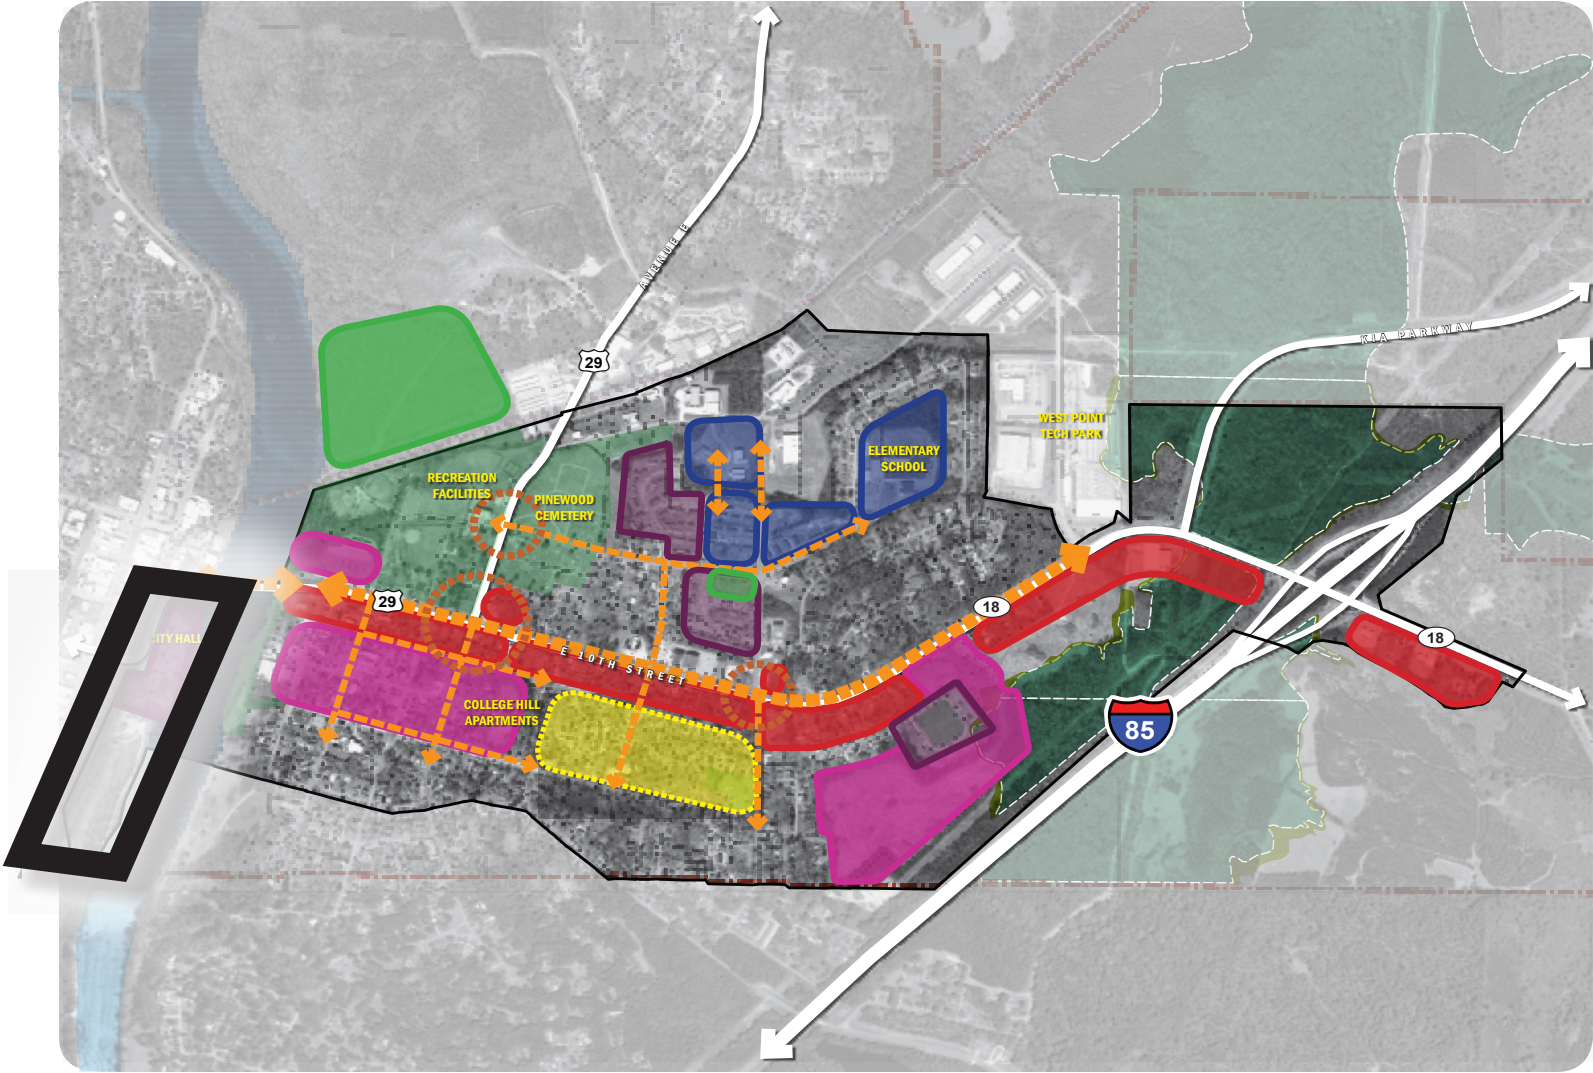 AVENUE E
29
KIA PARKWAY
WEST POINT
TECH PARK
ELEMENTARY
SCHOOL
RECREATION
FACILITIES
PINEWOOD
CEMETERY
29
18
CITY HALL
18
E 10TH STREET
COLLEGE HILL
APARTMENTS
85